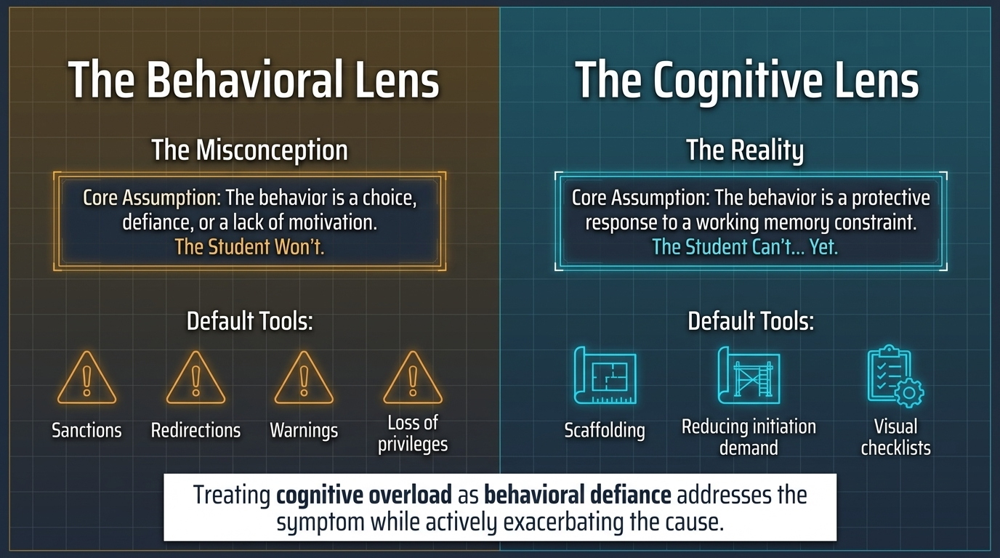 The Behavioral Lens
The Misconception
Core Assumption: The behavior is a choice,
defiance, or a lack of motivation.
The Student Won't.
Default Tools:
Sanctions
Redirections
Warnings
Loss of
privileges
The Cognitive Lens
The Reality
Core Assumption: The behavior is a protective
response to a working memory constraint.
The Student Can't... Yet.
Default Tools:
Scaffolding
Reducing initiation
demand
Visual
checklists
Treating cognitive overload as behavioral defiance addresses the
symptom while actively exacerbating the cause.